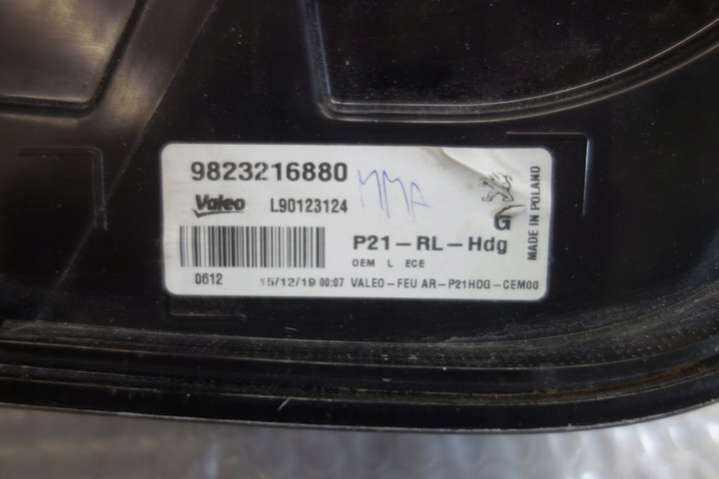 9823216880
MMA
Valeo L90123124
G
P21-RL-Hdg
OEM L ECE
0612 15/12/19 00:07 VALEO-FEU AR-P21HDG-CEM00
MADE IN POLAND